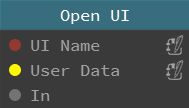 Open UI
UI Name
User Data
In